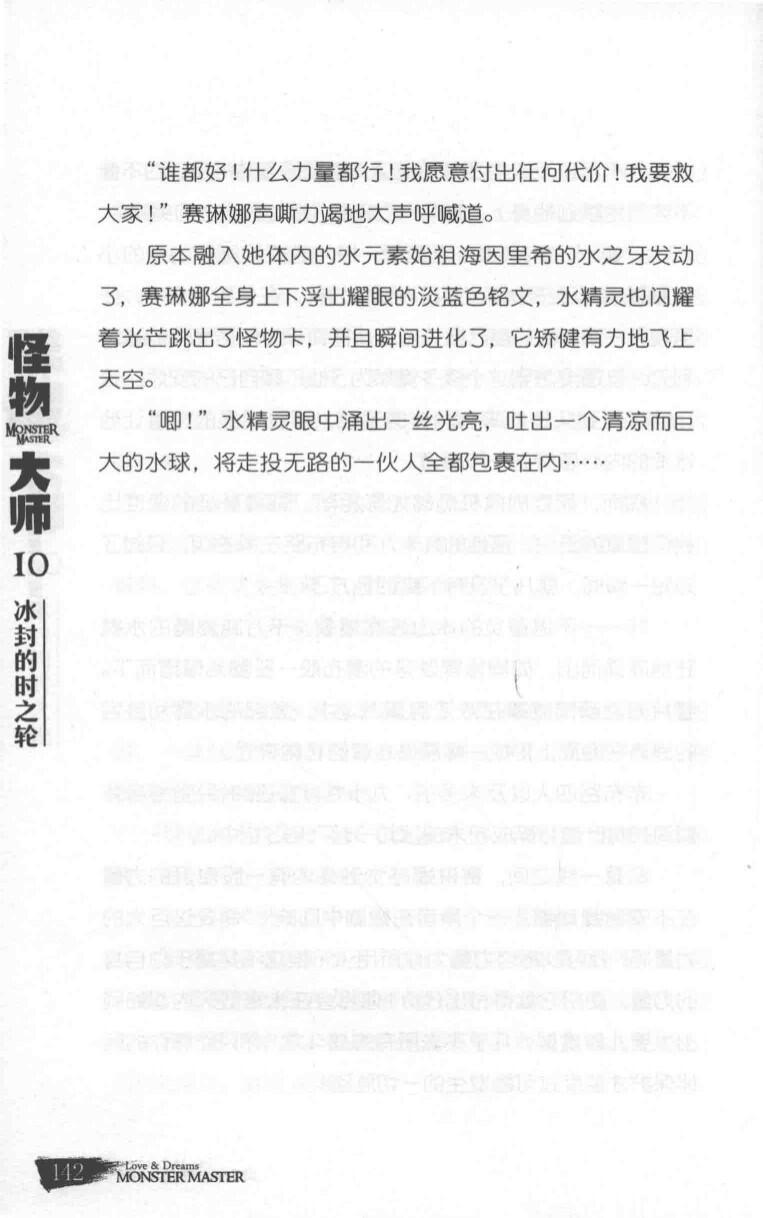 “谁都好！什么力量都行！我愿意付出任何代价！我要救
大家！”赛琳娜声嘶力竭地大声呼喊道。
原本融入她体内的水元素始祖海因里希的水之牙发动
了，赛琳娜全身上下浮出耀眼的淡蓝色铭文，水精灵也闪耀
着光芒跳出了怪物卡，并且瞬间进化了，它矫健有力地飞上
天空。
“唧！”水精灵眼中涌出一丝光亮，吐出一个清凉而巨
大的水球，将走投无路的一伙人全都包裹在内……
怪物
MONSTER
MASTER
大师
10
冰封的时之轮
142
Love & Dreams
MONSTER MASTER